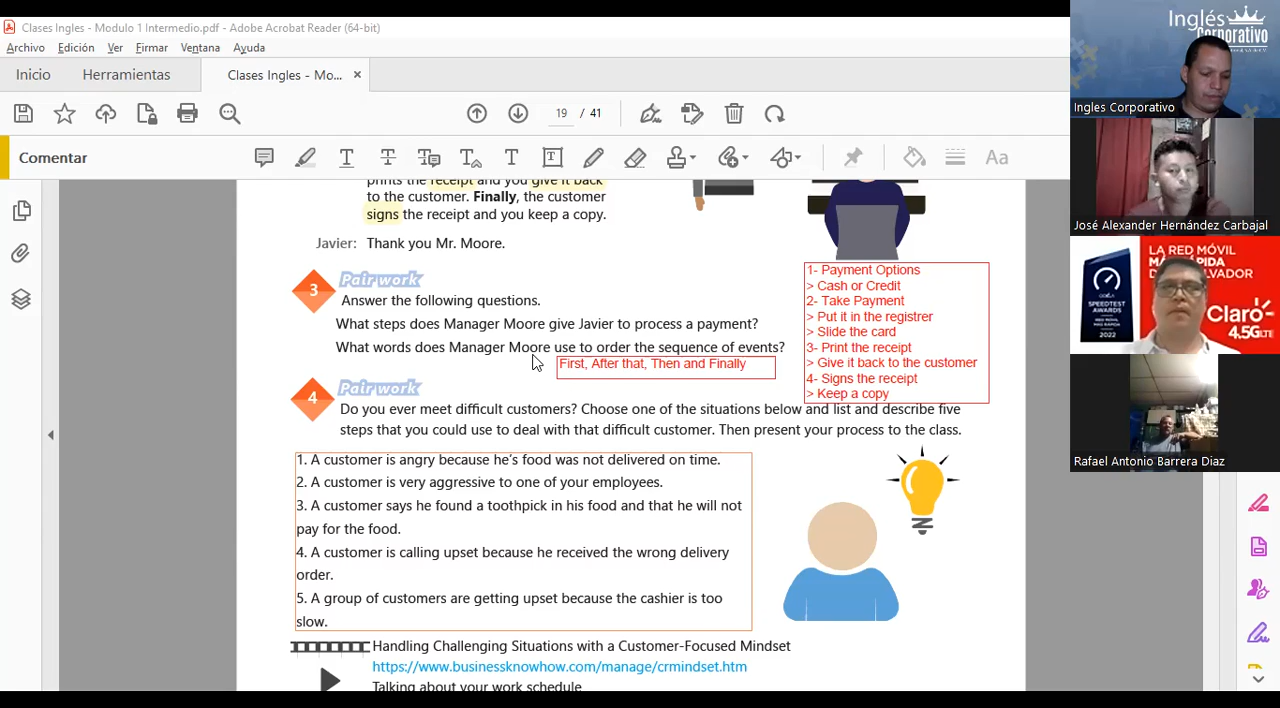 Clases Ingles - Modulo 1 Intermedio.pdf - Adobe Acrobat Reader (64-bit)
Archivo Edición Ver Firmar Ventana Ayuda
Inicio Herramientas Clases Ingles - Mo... ×
19 / 41
Comentar
Aa
prints the receipt and you give it back
to the customer. Finally, the customer
signs the receipt and you keep a copy.
Javier: Thank you Mr. Moore.
3 Pair work
Answer the following questions.
What steps does Manager Moore give Javier to process a payment?
What words does Manager Moore use to order the sequence of events?
First, After that, Then and Finally
1- Payment Options
> Cash or Credit
2- Take Payment
> Put it in the registrer
> Slide the card
3- Print the receipt
> Give it back to the customer
4- Signs the receipt
> Keep a copy
4 Pair work
Do you ever meet difficult customers? Choose one of the situations below and list and describe five
steps that you could use to deal with that difficult customer. Then present your process to the class.
1. A customer is angry because he's food was not delivered on time.
2. A customer is very aggressive to one of your employees.
3. A customer says he found a toothpick in his food and that he will not
pay for the food.
4. A customer is calling upset because he received the wrong delivery
order.
5. A group of customers are getting upset because the cashier is too
slow.
Handling Challenging Situations with a Customer-Focused Mindset
https://www.businessknowhow.com/manage/crmindset.htm
Talking about your work schedule
Inglés
Corporativo
Ingles Corporativo
José Alexander Hernández Carbajal
LA RED MÓVIL
SPEEDTEST
AWARDS
2022
Claro
4.5G LTE
Rafael Antonio Barrera Diaz